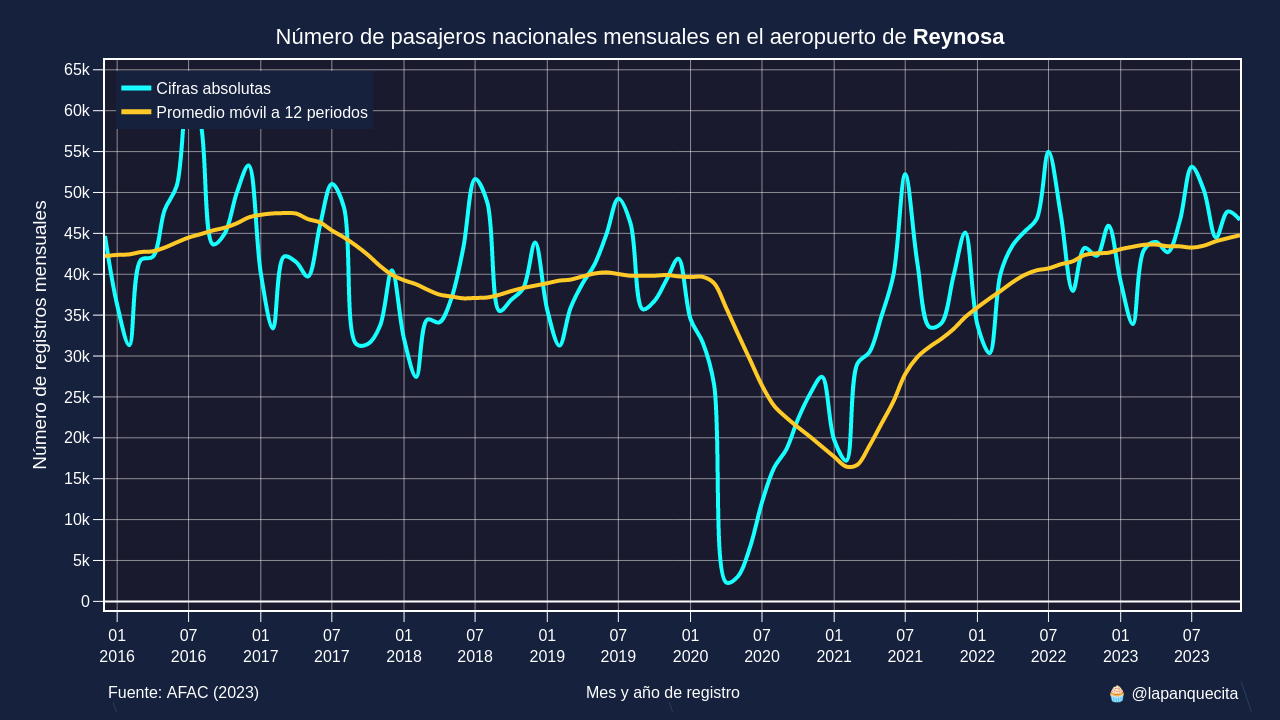 Número de pasajeros nacionales mensuales en el aeropuerto de Reynosa
Cifras absolutas
Promedio móvil a 12 periodos
Número de registros mensuales
65k
60k
55k
50k
45k
40k
35k
30k
25k
20k
15k
10k
5k
0
01 07 01 07 01 07 01 07 01 07 01 07 01 07 01 07
2016 2016 2017 2017 2018 2018 2019 2019 2020 2020 2021 2021 2022 2022 2023 2023
Fuente: AFAC (2023) Mes y año de registro 🧁 @lapanquecita